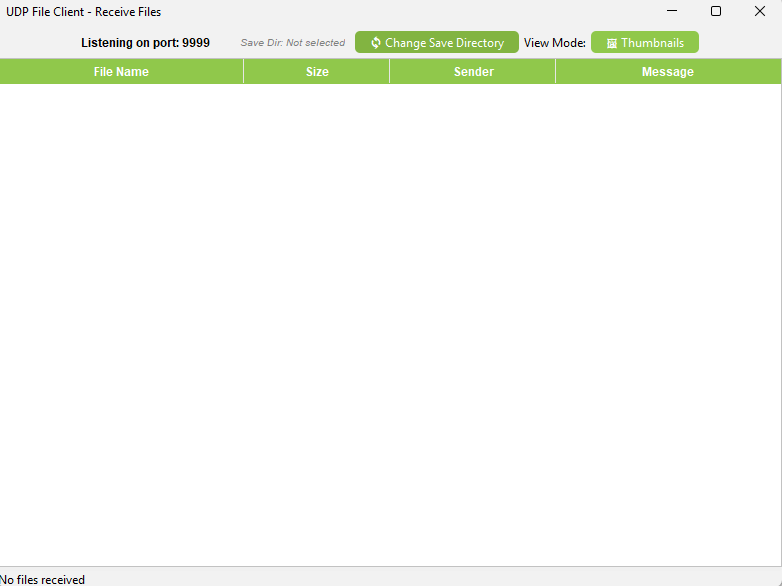 UDP File Client - Receive Files
Listening on port: 9999 Save Dir: Not selected Change Save Directory View Mode: Thumbnails
File Name Size Sender Message
No files received